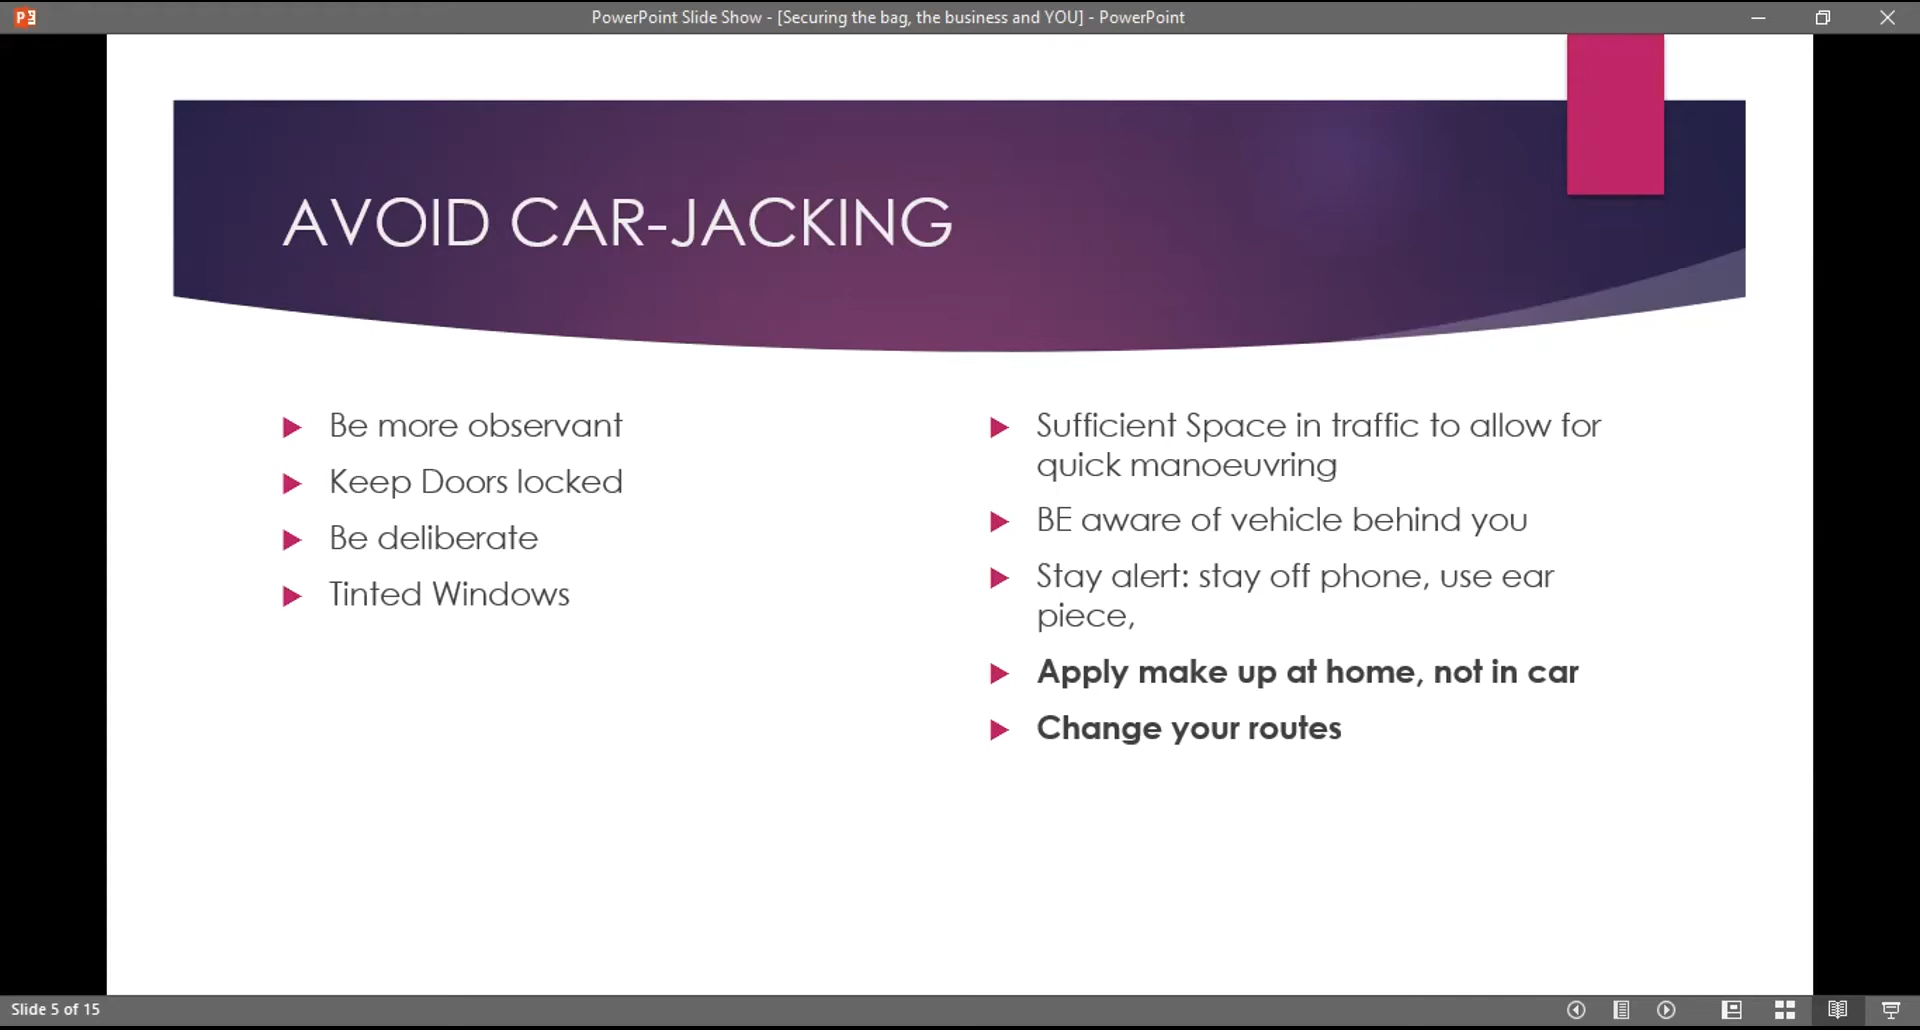 PowerPoint Slide Show - [Securing the bag, the business and YOU] - PowerPoint
AVOID CAR-JACKING
Be more observant
Keep Doors locked
Be deliberate
Tinted Windows
Sufficient Space in traffic to allow for
quick manoeuvring
BE aware of vehicle behind you
Stay alert: stay off phone, use ear
piece,
Apply make up at home, not in car
Change your routes
Slide 5 of 15